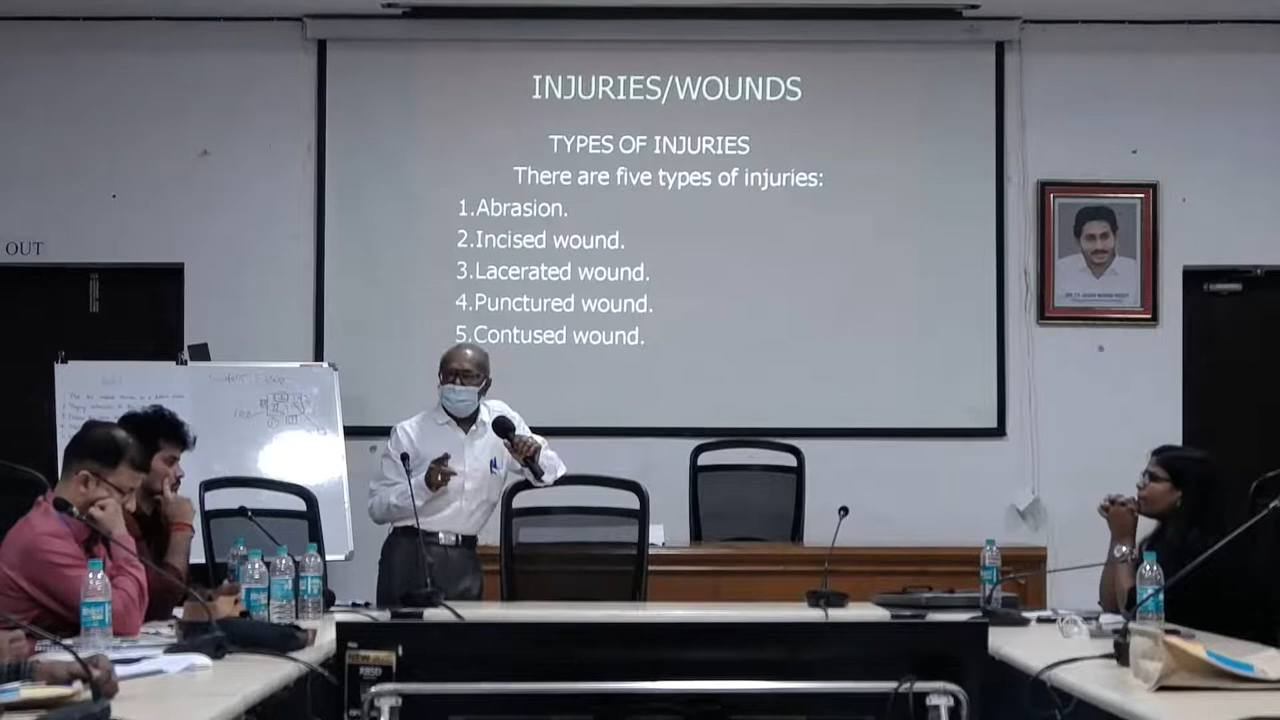 INJURIES/WOUNDS
TYPES OF INJURIES
There are five types of injuries:
1.Abrasion.
2.Incised wound.
3.Lacerated wound.
4.Punctured wound.
5.Contused wound.
OUT